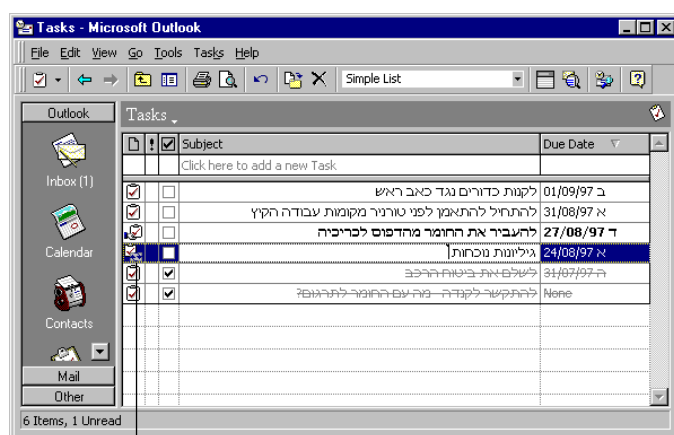 Tasks - Microsoft Outlook
File Edit View Go Tools Tasks Help
Simple List
Outlook
Tasks
! Subject Due Date
Click here to add a new Task
Inbox (1)
לקנות כדורים נגד כאב ראש ב 01/09/97
להתחיל להתאמן לפני טורניר מקומות עבודה הקיץ א 31/08/97
להעביר את החומר מהדפוס לכריכיה ד 27/08/97
גיליונות נוכחות א 24/08/97
לשלם את ביטוח הרכב ה 31/07/97
להתקשר לקנדה - מה עם החומר לתרגום? None
Calendar
Contacts
Mail
Other
6 Items, 1 Unread